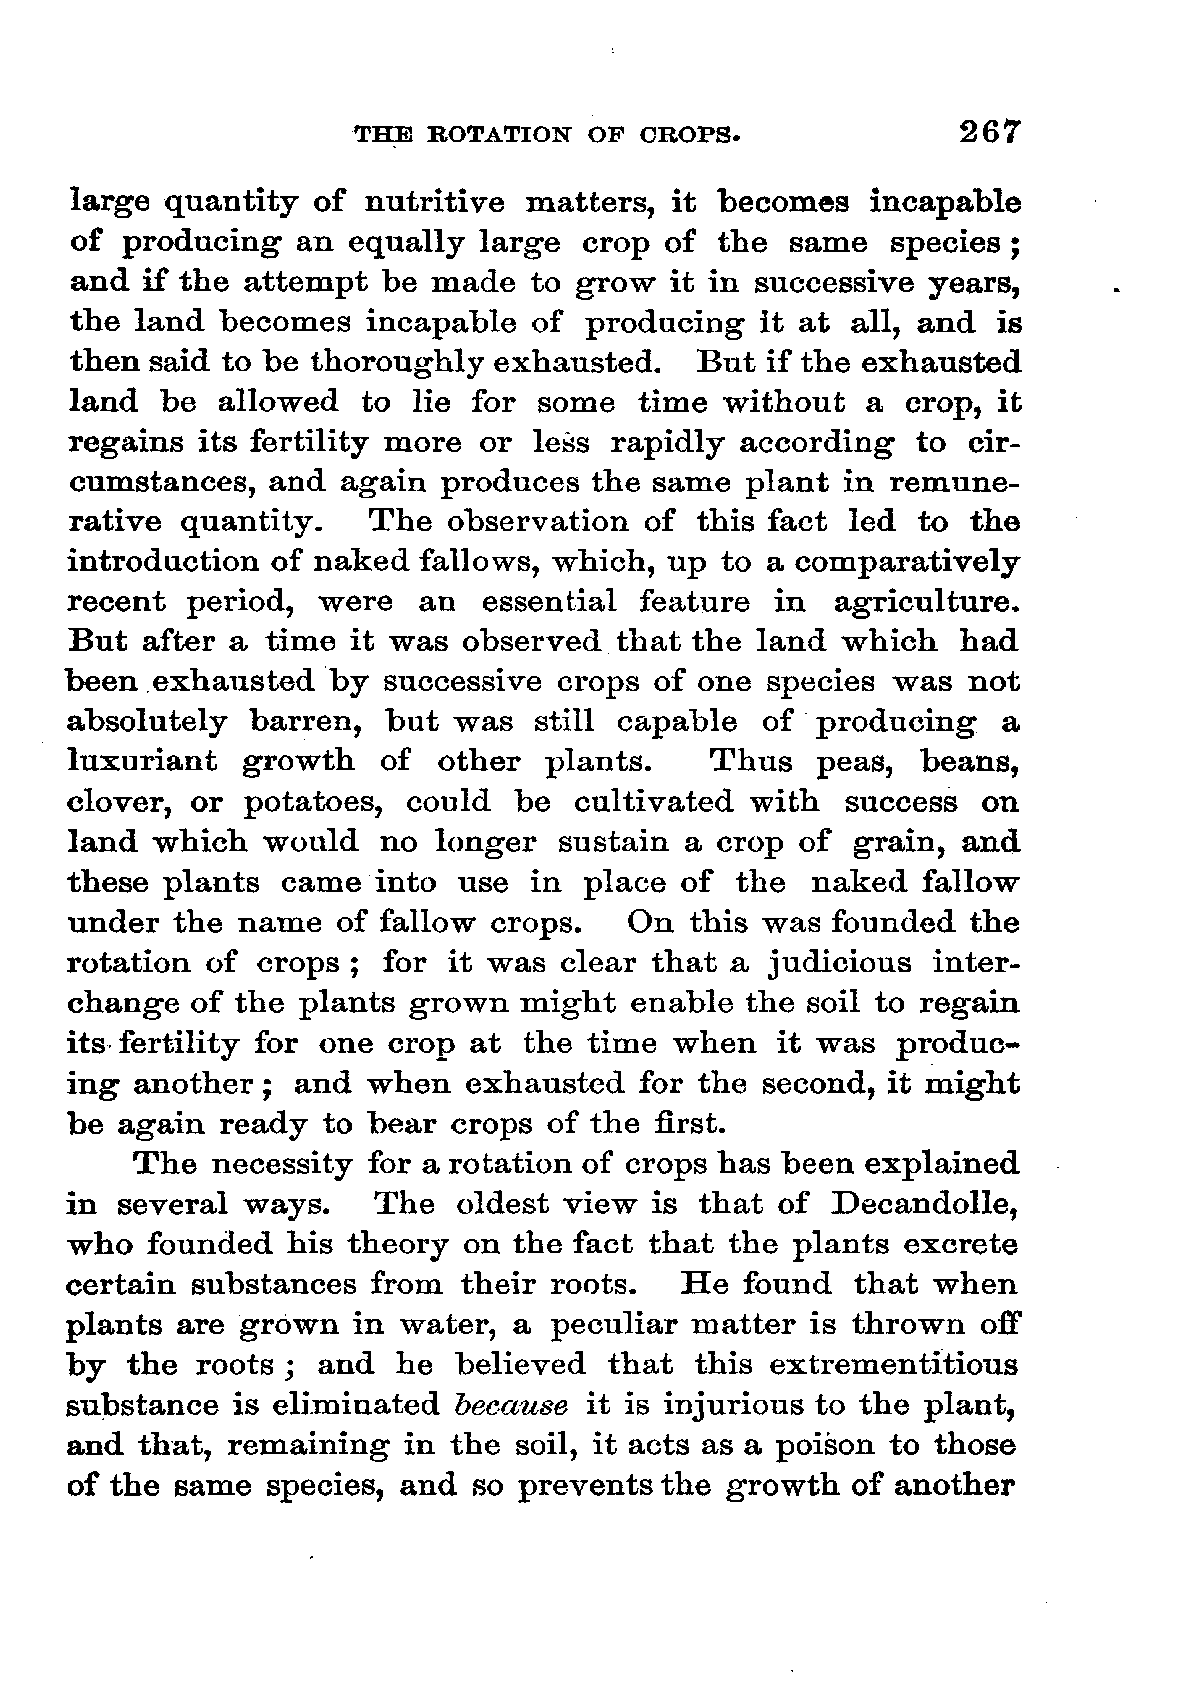 THE ROTATION OF CROPS. 267
large quantity of nutritive matters, it becomes incapable
of producing an equally large crop of the same species ;
and if the attempt be made to grow it in successive years,
the land becomes incapable of producing it at all, and is
then said to be thoroughly exhausted. But if the exhausted
land be allowed to lie for some time without a crop, it
regains its fertility more or less rapidly according to cir-
cumstances, and again produces the same plant in remune-
rative quantity. The observation of this fact led to the
introduction of naked fallows, which, up to a comparatively
recent period, were an essential feature in agriculture.
But after a time it was observed that the land which had
been exhausted by successive crops of one species was not
absolutely barren, but was still capable of producing a
luxuriant growth of other plants. Thus peas, beans,
clover, or potatoes, could be cultivated with success on
land which would no longer sustain a crop of grain, and
these plants came into use in place of the naked fallow
under the name of fallow crops. On this was founded the
rotation of crops ; for it was clear that a judicious inter-
change of the plants grown might enable the soil to regain
its fertility for one crop at the time when it was produc-
ing another ; and when exhausted for the second, it might
be again ready to bear crops of the first.
The necessity for a rotation of crops has been explained
in several ways. The oldest view is that of Decandolle,
who founded his theory on the fact that the plants excrete
certain substances from their roots. He found that when
plants are grown in water, a peculiar matter is thrown off
by the roots ; and he believed that this extrementitious
substance is eliminated because it is injurious to the plant,
and that, remaining in the soil, it acts as a poison to those
of the same species, and so prevents the growth of another